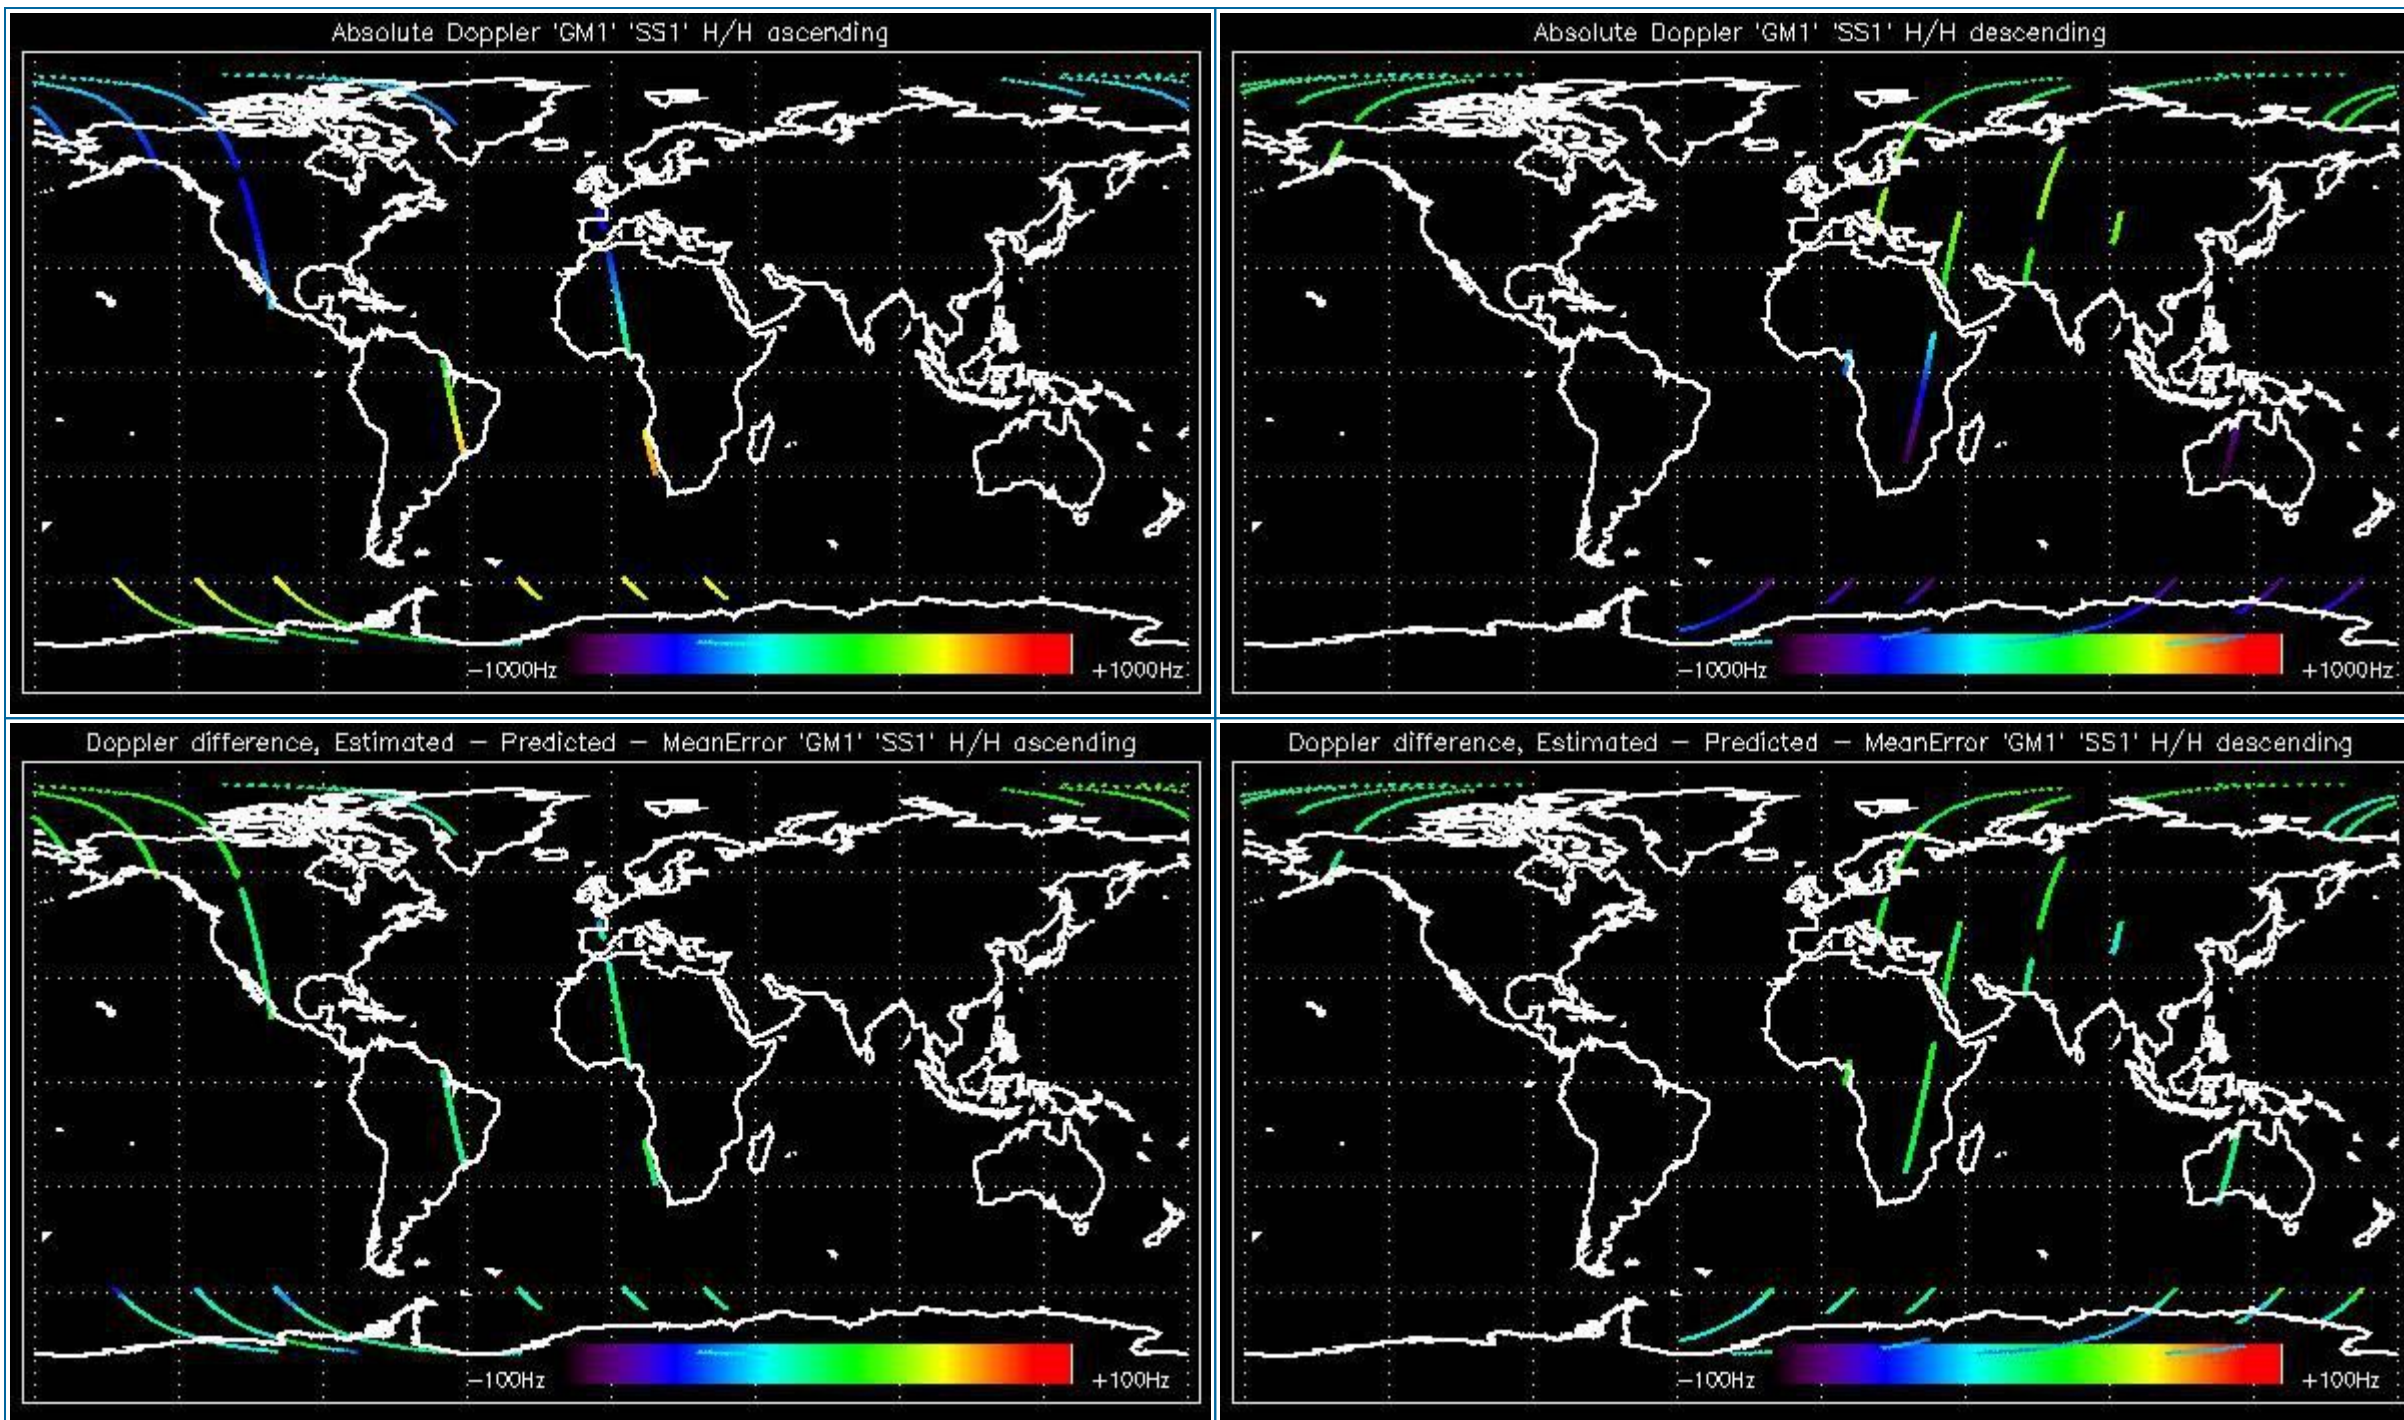 Absolute Doppler 'GM1' 'SS1' H/H ascending
-1000Hz
+1000Hz
Absolute Doppler 'GM1' 'SS1' H/H descending
-1000Hz
+1000Hz
Doppler difference, Estimated - Predicted - MeanError 'GM1' 'SS1' H/H ascending
-100Hz
+100Hz
Doppler difference, Estimated - Predicted - MeanError 'GM1' 'SS1' H/H descending
-100Hz
+100Hz